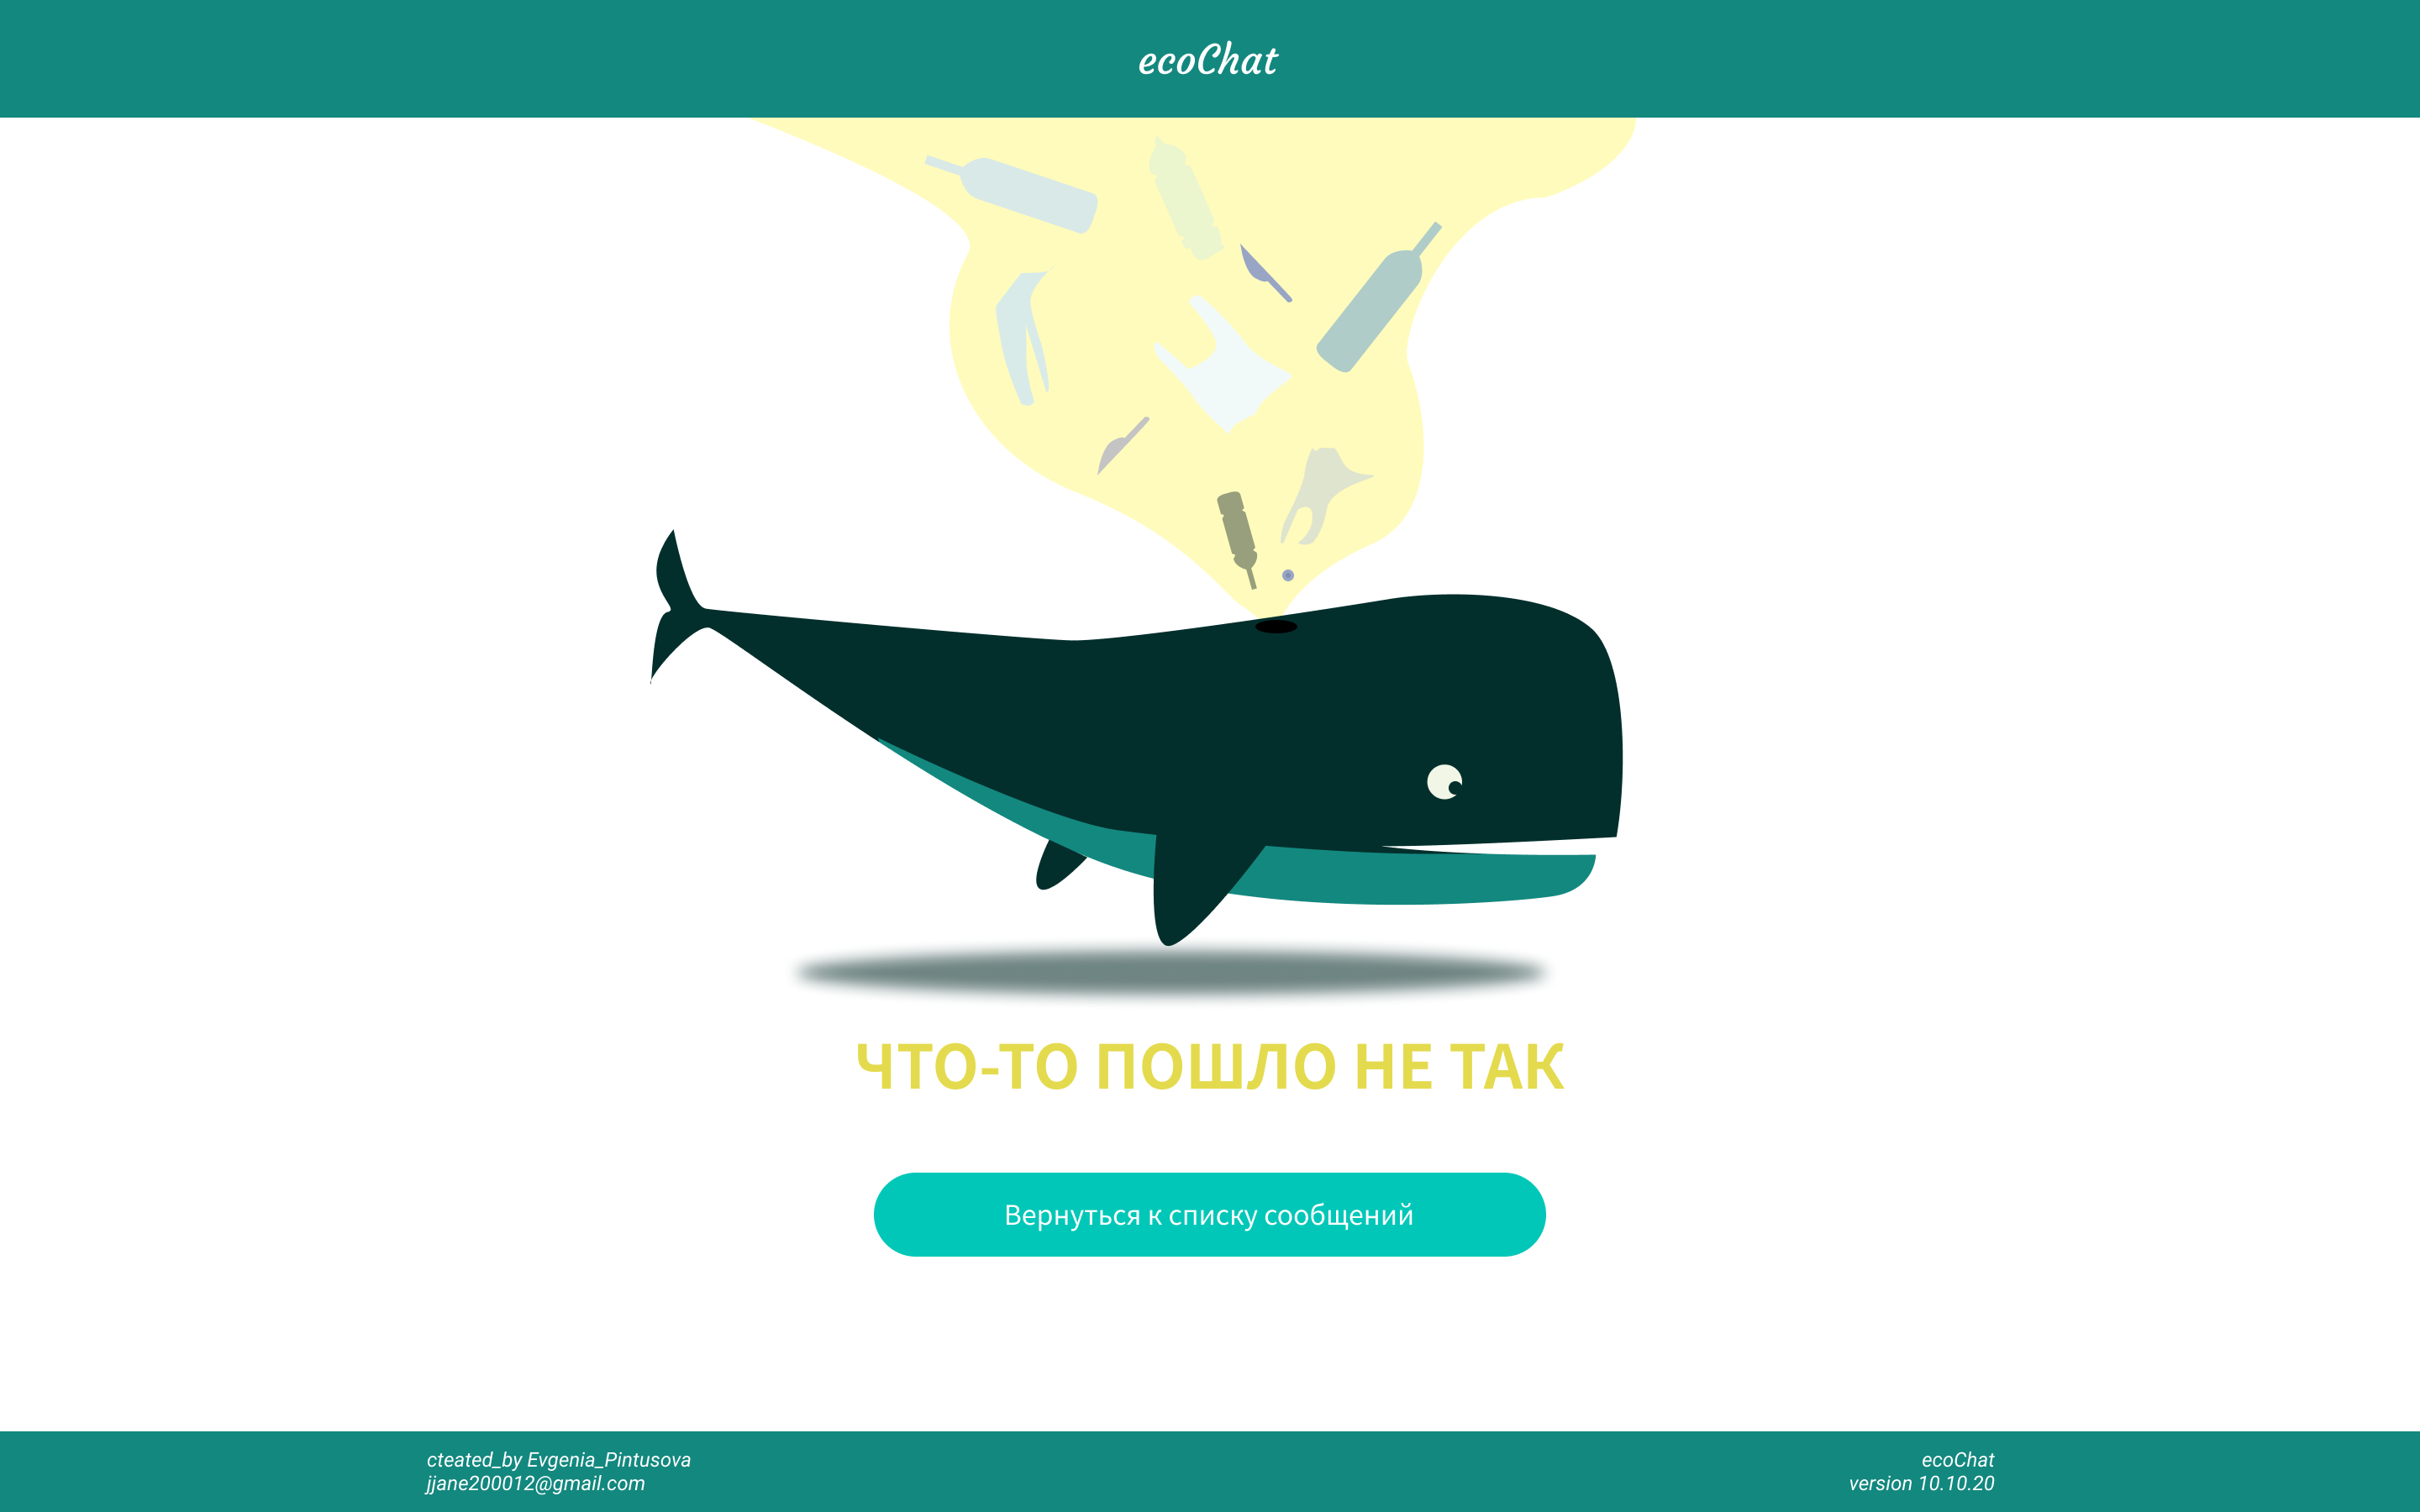 ecoChat
ЧТО-ТО ПОШЛО НЕ ТАК
Вернуться к списку сообщений
cteated_by Evgenia_Pintusova
jjane200012@gmail.com
ecoChat
version 10.10.20